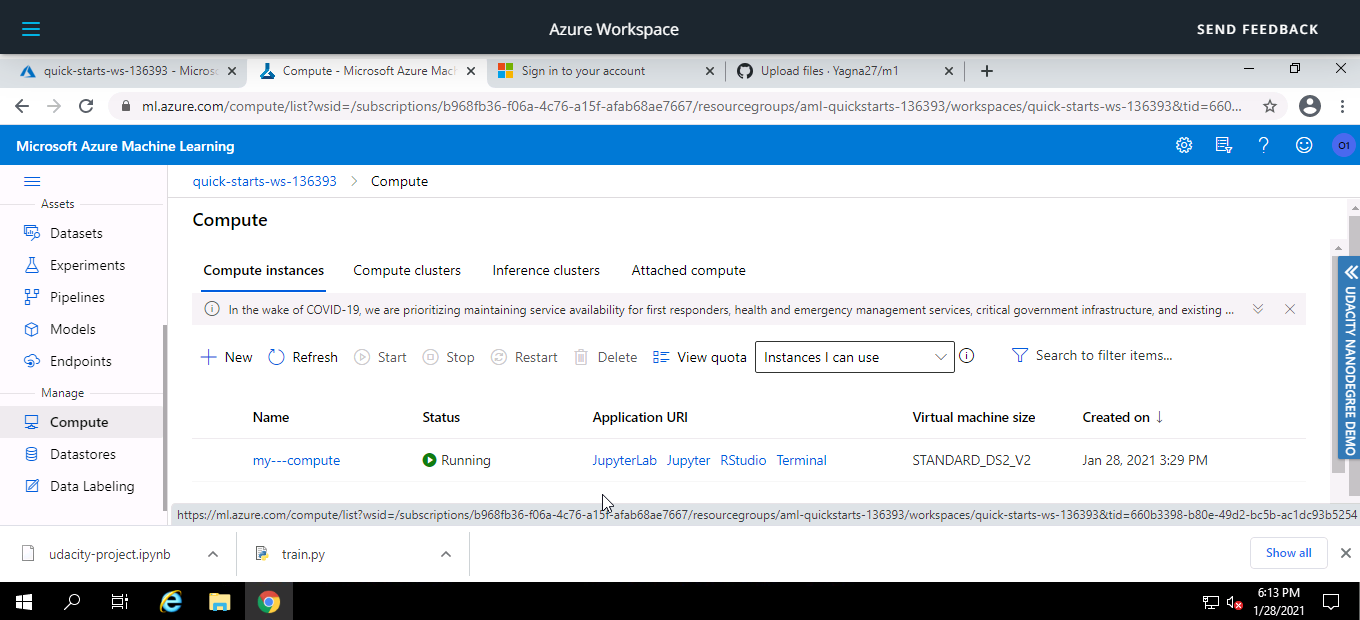 Azure Workspace
SEND FEEDBACK
quick-starts-ws-136393 - Micros
Compute - Microsoft Azure Mac
Sign in to your account
Upload files · Yagna27/m1
ml.azure.com/compute/list?wsid=/subscriptions/b968fb36-f06a-4c76-a15f-afab68ae7667/resourcegroups/aml-quickstarts-136393/workspaces/quick-starts-ws-136393&tid=660...
Microsoft Azure Machine Learning
O1
quick-starts-ws-136393 > Compute
Assets
Datasets
Experiments
Pipelines
Models
Endpoints
Manage
Compute
Datastores
Data Labeling
Compute
Compute instances Compute clusters Inference clusters Attached compute
In the wake of COVID-19, we are prioritizing maintaining service availability for first responders, health and emergency management services, critical government infrastructure, and existing ...
New Refresh Start Stop Restart Delete View quota Instances I can use Search to filter items...
Name Status Application URI Virtual machine size Created on ↓
my---compute Running JupyterLab Jupyter RStudio Terminal STANDARD_DS2_V2 Jan 28, 2021 3:29 PM
UDACITY NANODEGREE DEMO
https://ml.azure.com/compute/list?wsid=/subscriptions/b968fb36-f06a-4c76-a15f-afab68ae7667/resourcegroups/aml-quickstarts-136393/workspaces/quick-starts-ws-136393&tid=660b3398-b80e-49d2-bc5b-ac1dc93b5254
udacity-project.ipynb
train.py
Show all
6:13 PM
1/28/2021